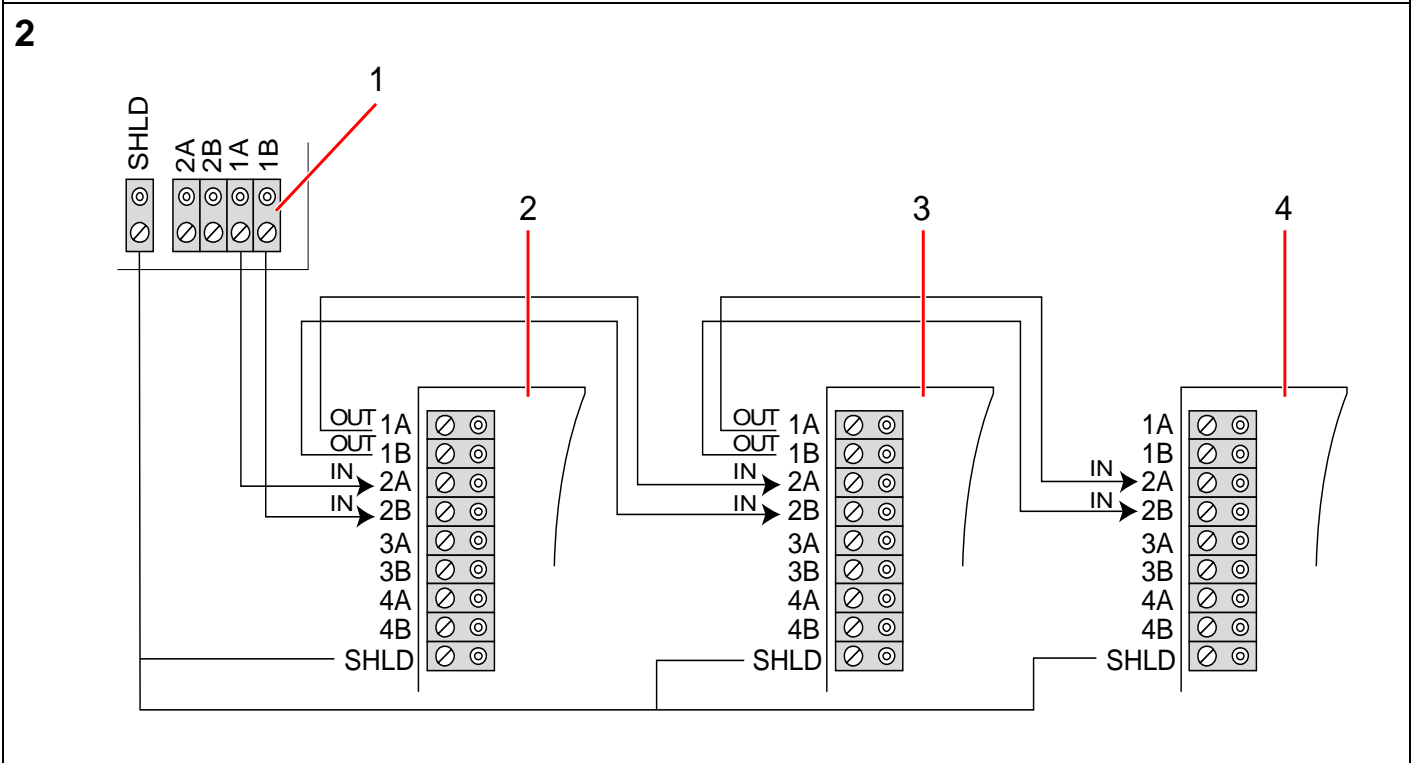 2
1
SHLD
2A
2B
1A
1B
2
3
4
OUT 1A
OUT 1B
IN 2A
IN 2B
3A
3B
4A
4B
SHLD
OUT 1A
OUT 1B
IN 2A
IN 2B
3A
3B
4A
4B
SHLD
1A
1B
IN 2A
IN 2B
3A
3B
4A
4B
SHLD